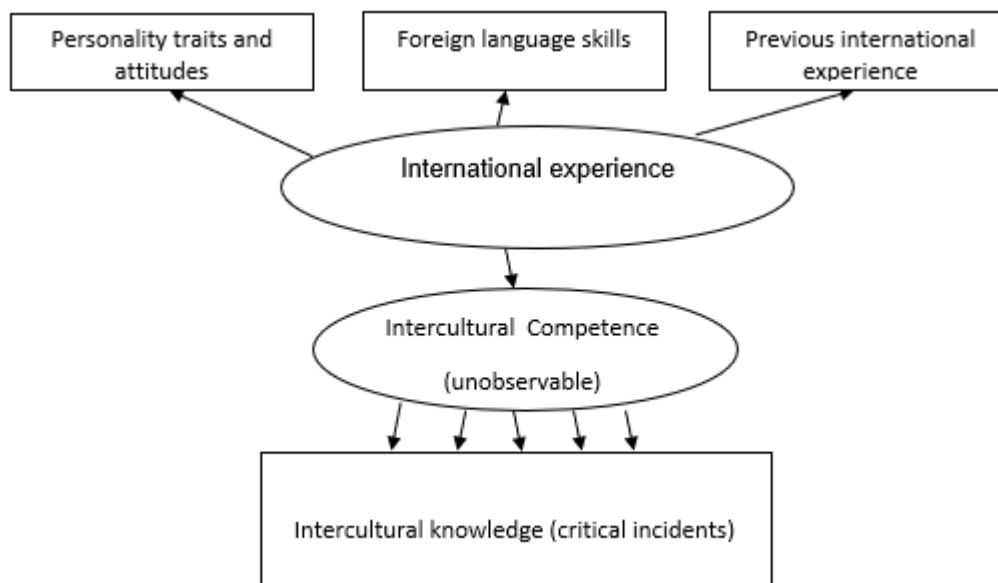 Personality traits and
attitudes
Foreign language skills
Previous international
experience
International experience
Intercultural Competence
(unobservable)
Intercultural knowledge (critical incidents)